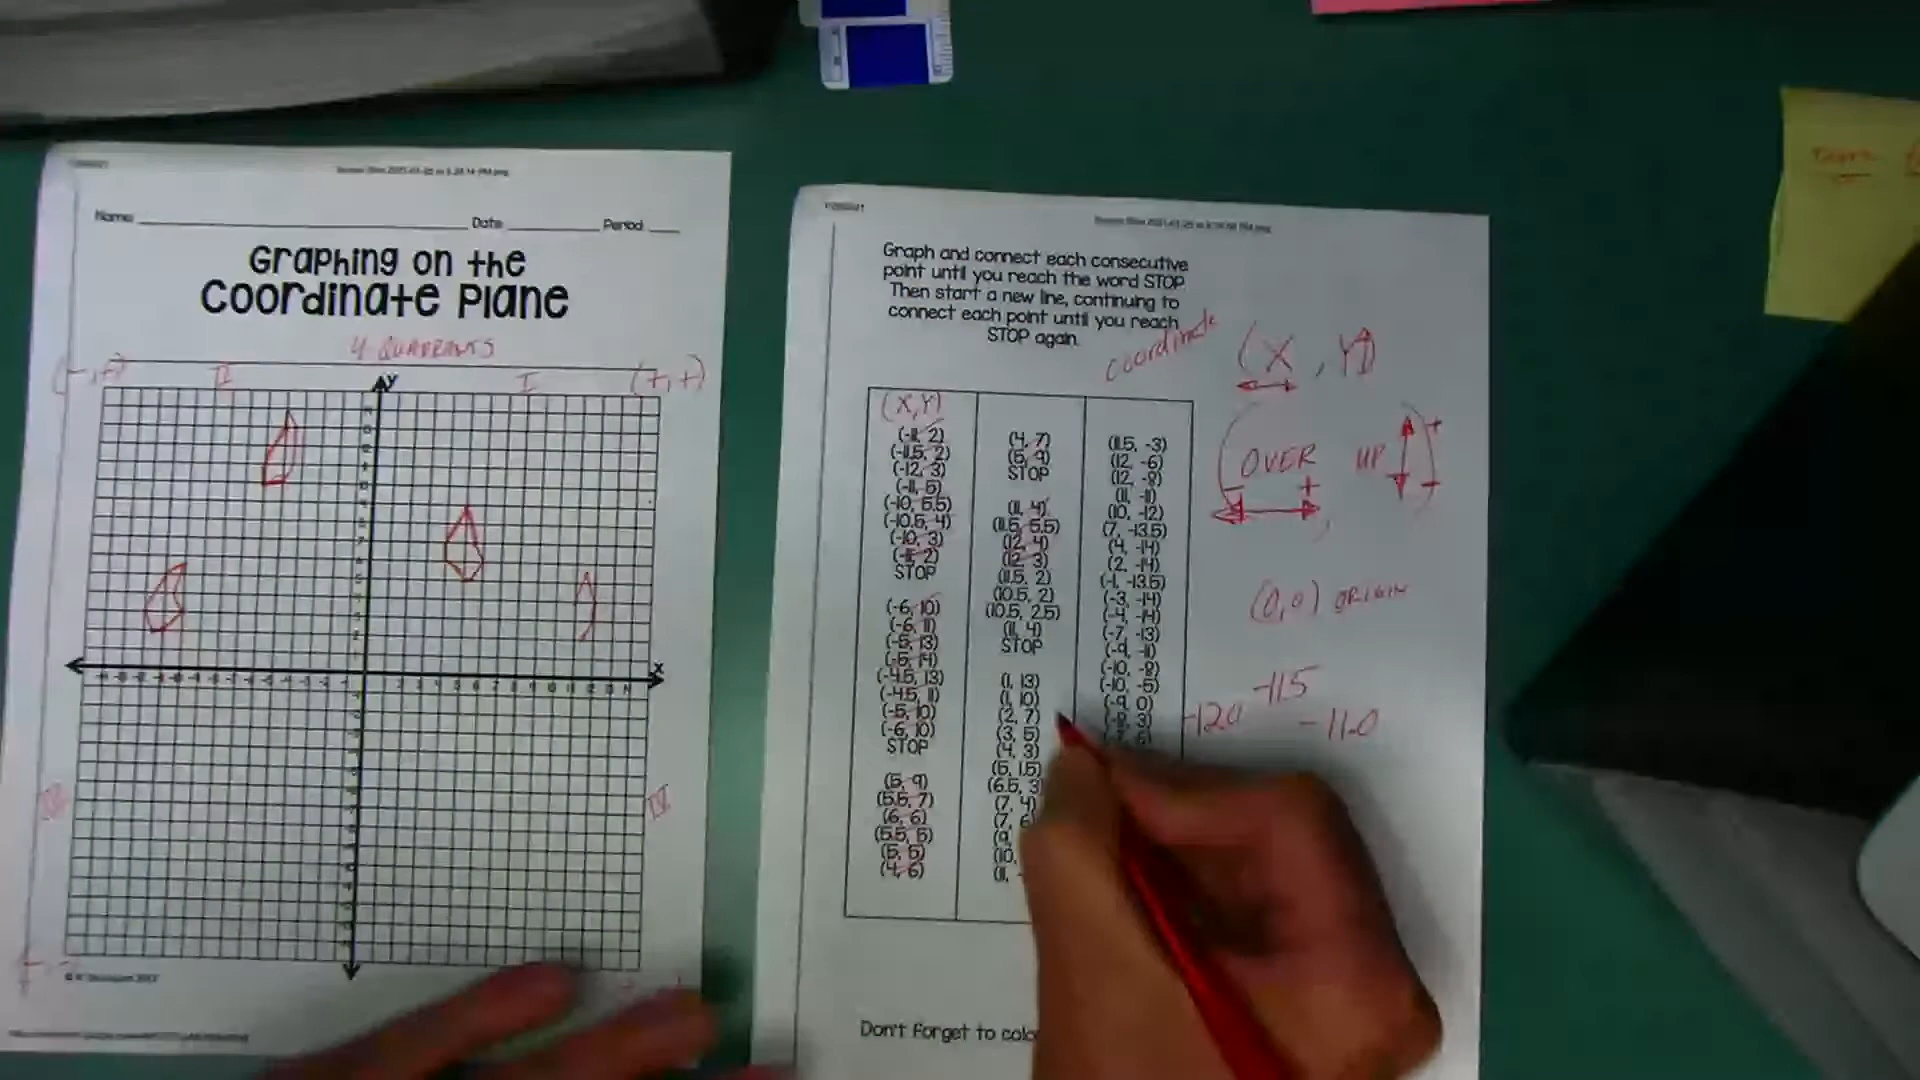 Name: Date Period
Graphing on the
Coordinate Plane
4 QUADRANTS
(-,+) II I (+,+)
y
x
IV
Graph and connect each consecutive
point until you reach the word STOP.
Then start a new line, continuing to
connect each point until you reach
STOP again.
coordinate
(X , Y)
(X,Y)
(-11, 2)
(-11.5, 2)
(-12, 3)
(-11, 5)
(-10, 5.5)
(-10.5, 4)
(-10, 3)
(-11, 2)
STOP
(-6, 10)
(-6, 11)
(-5, 13)
(-5, 14)
(-4.5, 13)
(-4.5, 11)
(-5, 10)
(-6, 10)
STOP
(5, 9)
(5.5, 7)
(6, 6)
(5.5, 5)
(5, 5)
(4, 6)
(4, 7)
(5, 9)
STOP
(11, 4)
(11.5, 5.5)
(12, 4)
(12, 3)
(11.5, 2)
(10.5, 2)
(10.5, 2.5)
(11, 4)
STOP
(1, 13)
(1, 10)
(2, 7)
(3, 5)
(4, 3)
(5, 1.5)
(6.5, 3)
(7, 4)
(7, 6)
(9,
(10,
(11, -
(11.5, -3)
(12, -6)
(12, -8)
(11, -11)
(10, -12)
(7, -13.5)
(4, -14)
(2, -14)
(-1, -13.5)
(-3, -14)
(-4, -14)
(-7, -13)
(-9, -11)
(-10, -8)
(-10, -5)
(-9, 0)
(-8, 3)
(OVER UP)
- + + -
(0,0) ORIGIN
-11.5
-12.0 -11.0
Don't forget to colo